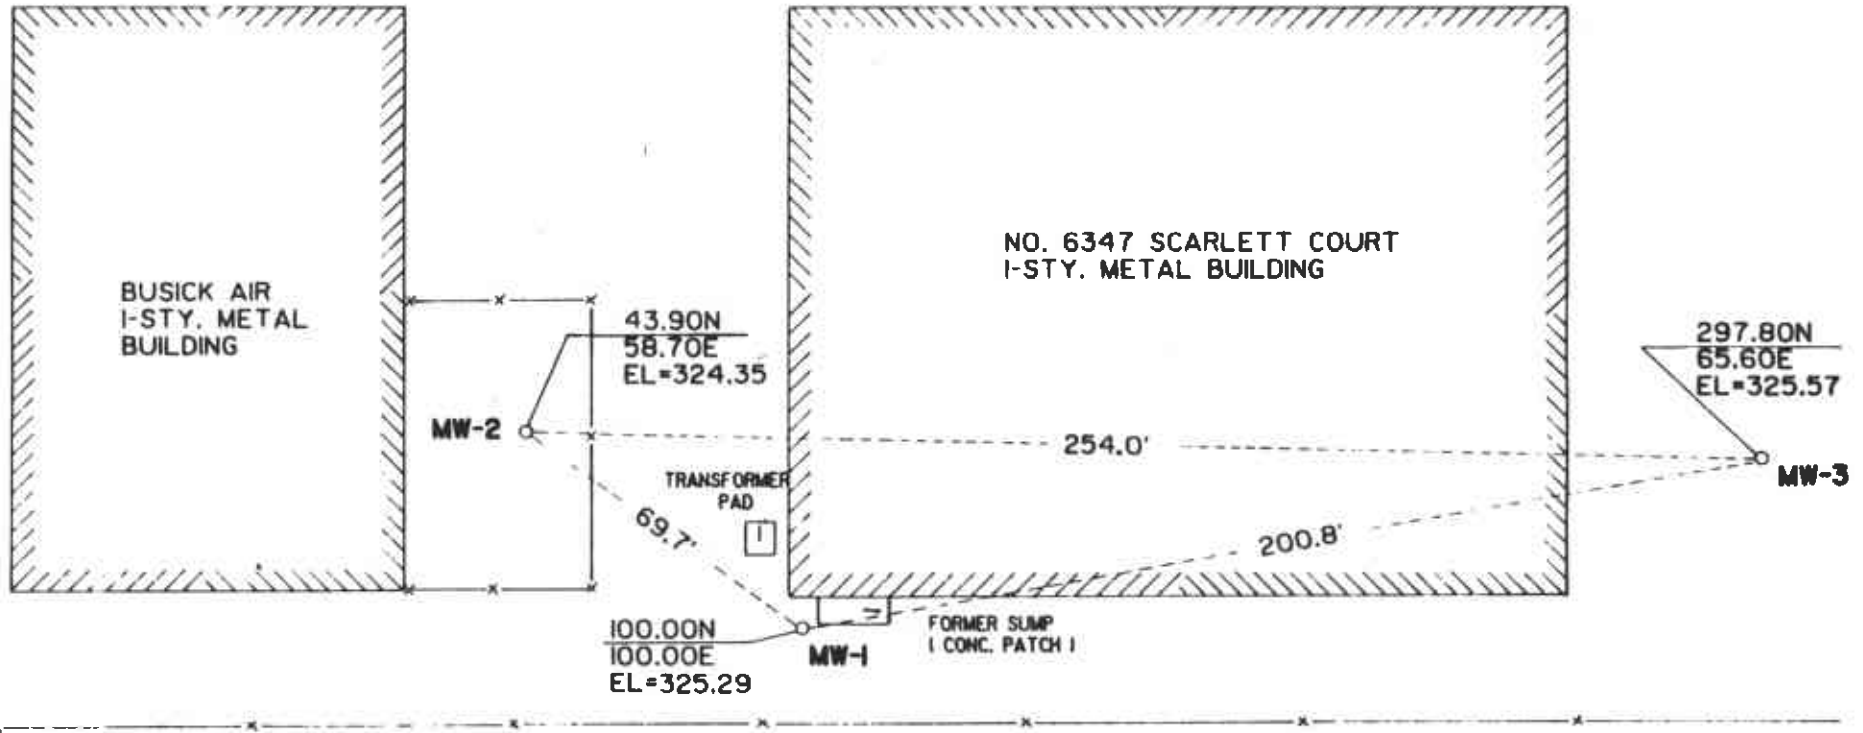 BUSICK AIR
1-STY. METAL
BUILDING
NO. 6347 SCARLETT COURT
1-STY. METAL BUILDING
43.90N
58.70E
EL=324.35
297.80N
65.60E
EL=325.57
MW-2
254.0'
MW-3
TRANSFORMER
PAD
69.7'
200.8'
100.00N
100.00E
EL=325.29
MW-1
FORMER SUMP
( CONC. PATCH )